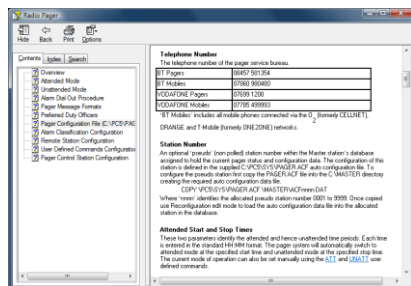 Radio Pager
Hide Back Print Options
Contents Index Search
Overview
Attended Mode
Unattended Mode
Alarm Dial Out Procedure
Pager Message Formats
Preferred Duty Officers
Pager Configuration File (C:\PCS\PAG
Alarm Classification Configuration
Remote Station Configuration
User Defined Commands Configuration
Pager Control Station Configuration
Telephone Number
The telephone number of the pager service bureau.
BT Pagers 08457 581354
BT Mobiles 07860 980480
VODAFONE Pagers 07699 1200
VODAFONE Mobiles 07785 499993
'BT Mobiles' includes all mobile phones connected via the O2 (formely CELLNET),
ORANGE and T-Mobile (formely ONE2ONE) networks.
Station Number
An optional 'pseudo' (non polled) station number within the Master station's database
assigned to hold the current pager status and configuration data. The configuration of this
station is defined in the supplied C:\PCS\SYS\PAGER.ACF auto configuration file. To
configure the pseudo station first copy the PAGER.ACF file into the C:\MASTER directory
creating the required auto configuration data file.
COPY \PCS\SYS\PAGER.ACF \MASTER\ACFnnnn.DAT
Where 'nnnn' identifies the allocated pseudo station number 0001 to 9999. Once copied
use Reconfiguration edit mode to load the auto configuration data file into the allocated
station in the database.
Attended Start and Stop Times
These two parameters identify the attended and hence unattended time periods. Each time
is entered in the standard HH:MM format. The pager system will automatically switch to
attended mode at the specified start time and unattended mode at the specified stop time.
The current mode of operation can also be set manually using the ATT and UNATT user
defined commands.